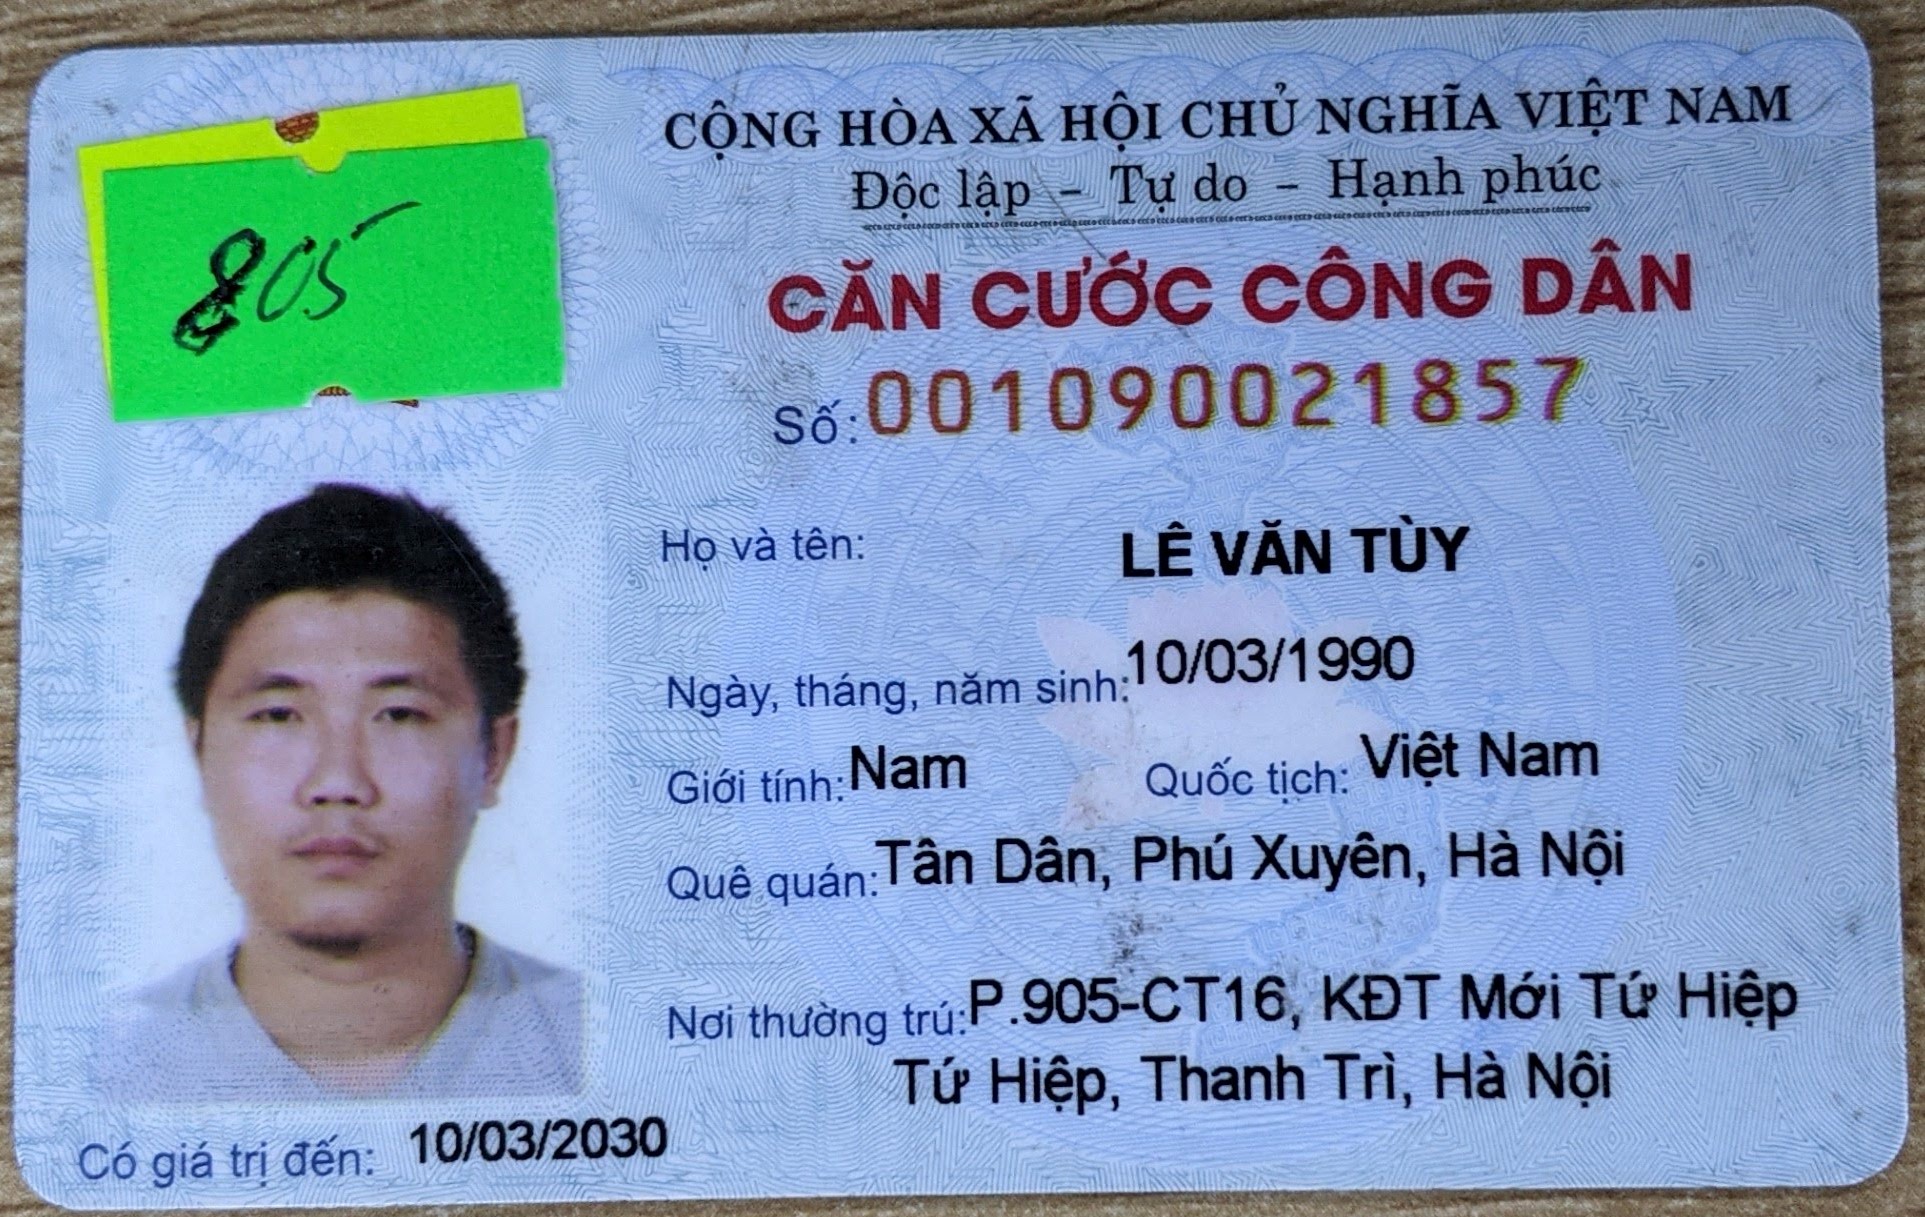 CỘNG HÒA XÃ HỘI CHỦ NGHĨA VIỆT NAM
Độc lập – Tự do – Hạnh phúc
805
CĂN CƯỚC CÔNG DÂN
Số: 001090021857
Họ và tên: LÊ VĂN TÙY
Ngày, tháng, năm sinh: 10/03/1990
Giới tính: Nam Quốc tịch: Việt Nam
Quê quán: Tân Dân, Phú Xuyên, Hà Nội
Nơi thường trú: P.905-CT16, KĐT Mới Tứ Hiệp
Tứ Hiệp, Thanh Trì, Hà Nội
Có giá trị đến: 10/03/2030